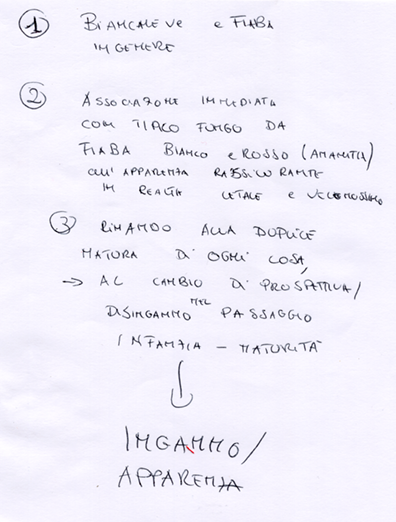 1 BIANCANEVE e FIABA
IN GENERE
2 ASSOCIAZIONE IMMEDIATA
CON TIPICO FUNGO DA
FIABA BIANCO e ROSSO (AMANITA)
all'APPARENZA RASSICURANTE
IN REALTÀ LETALE e VELENOSISSIMO
3 RIMANDO ALLA DUPLICE
NATURA DI OGNI COSA,
→ AL CAMBIO DI PROSPETTIVA/
DISINGANNO NEL PASSAGGIO
INFANZIA - MATURITÀ
INGANNO/
APPARENZA